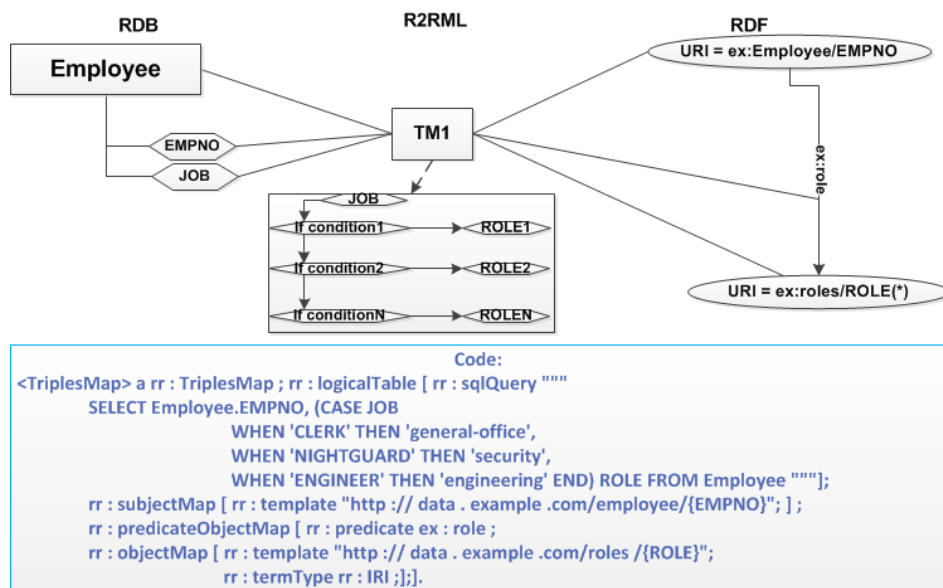 RDB
R2RML
RDF
Employee
EMPNO
JOB
TM1
URI = ex:Employee/EMPNO
ex:role
URI = ex:roles/ROLE(*)
JOB
If condition1
ROLE1
If condition2
ROLE2
If conditionN
ROLEN
Code:
<TriplesMap> a rr : TriplesMap ; rr : logicalTable [ rr : sqlQuery """
SELECT Employee.EMPNO, (CASE JOB
WHEN 'CLERK' THEN 'general-office',
WHEN 'NIGHTGUARD' THEN 'security',
WHEN 'ENGINEER' THEN 'engineering' END) ROLE FROM Employee """];
rr : subjectMap [ rr : template "http :// data . example .com/employee/{EMPNO}"; ] ;
rr : predicateObjectMap [ rr : predicate ex : role ;
rr : objectMap [ rr : template "http :// data . example .com/roles /{ROLE}";
rr : termType rr : IRI ;];].